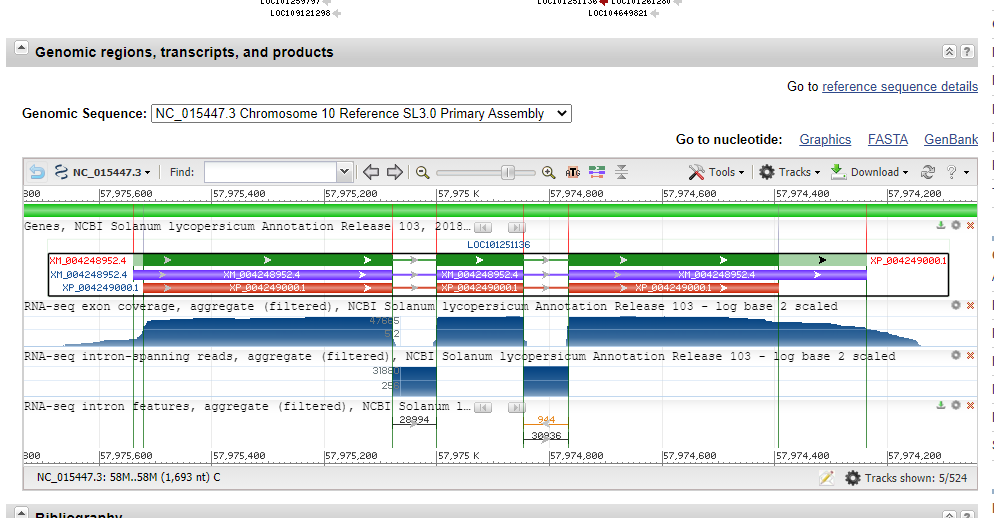 LOC101259797 LOC101251136 LOC101261280
LOC109121298 LOC104649821
Genomic regions, transcripts, and products
Go to reference sequence details
Genomic Sequence: NC_015447.3 Chromosome 10 Reference SL3.0 Primary Assembly
Go to nucleotide: Graphics FASTA GenBank
NC_015447.3 Find: Tools Tracks Download ?
800 57,975,600 57,975,400 57,975,200 57,975 K 57,974,800 57,974,600 57,974,400 57,974,200
Genes, NCBI Solanum lycopersicum Annotation Release 103, 2018...
LOC101251136
XM_004248952.4 XP_004249000.1
XM_004248952.4 XM_004248952.4 XM_004248952.4 XM_004248952.4
XP_004249000.1 XP_004249000.1 XP_004249000.1 XP_004249000.1
RNA-seq exon coverage, aggregate (filtered), NCBI Solanum lycopersicum Annotation Release 103 - log base 2 scaled
47665
RNA-seq intron-spanning reads, aggregate (filtered), NCBI Solanum lycopersicum Annotation Release 103 - log base 2 scaled
RNA-seq intron features, aggregate (filtered), NCBI Solanum l...
28994 944
30936
800 57,975,600 57,975,400 57,975,200 57,975 K 57,974,800 57,974,600 57,974,400 57,974,200
NC_015447.3: 58M..58M (1,693 nt) C Tracks shown: 5/524
Bibliography